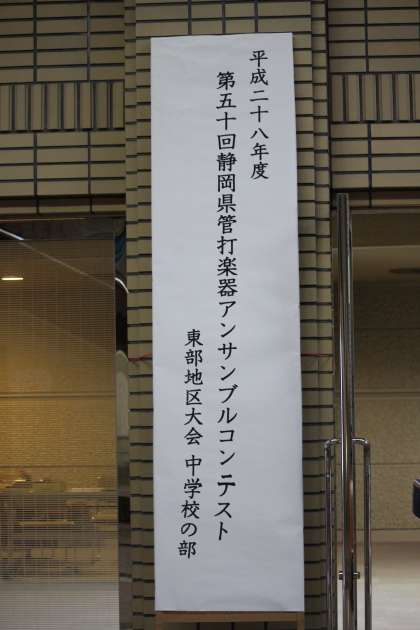 平成二十八年度
第五十回静岡県管打楽器アンサンブルコンテスト
東部地区大会 中学校の部